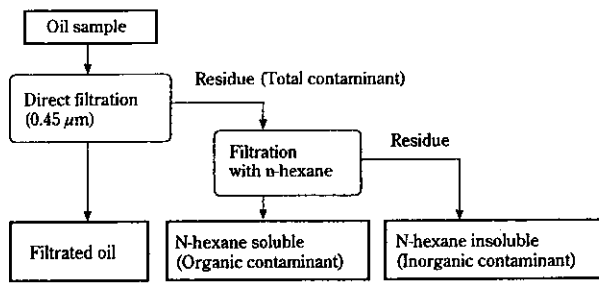 Oil sample
Residue (Total contaminant)
Direct filtration
(0.45 μm)
Residue
Filtration
with n-hexane
Filtrated oil
N-hexane soluble
(Organic contaminant)
N-hexane insoluble
(Inorganic contaminant)